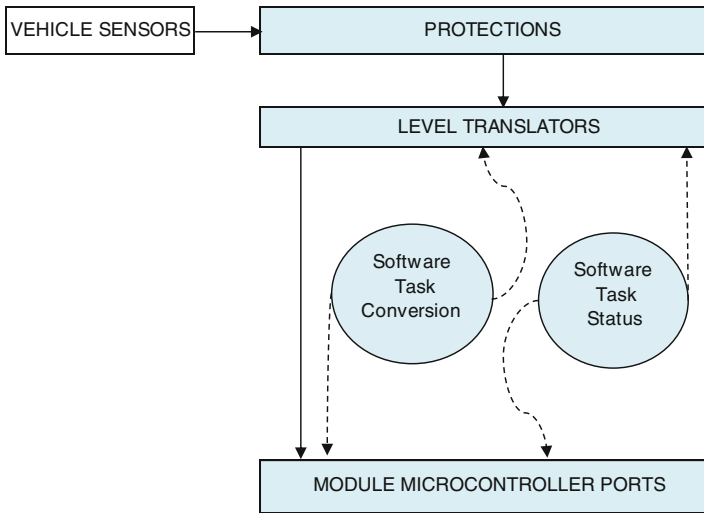 VEHICLE SENSORS
PROTECTIONS
LEVEL TRANSLATORS
Software
Task
Conversion
Software
Task
Status
MODULE MICROCONTROLLER PORTS